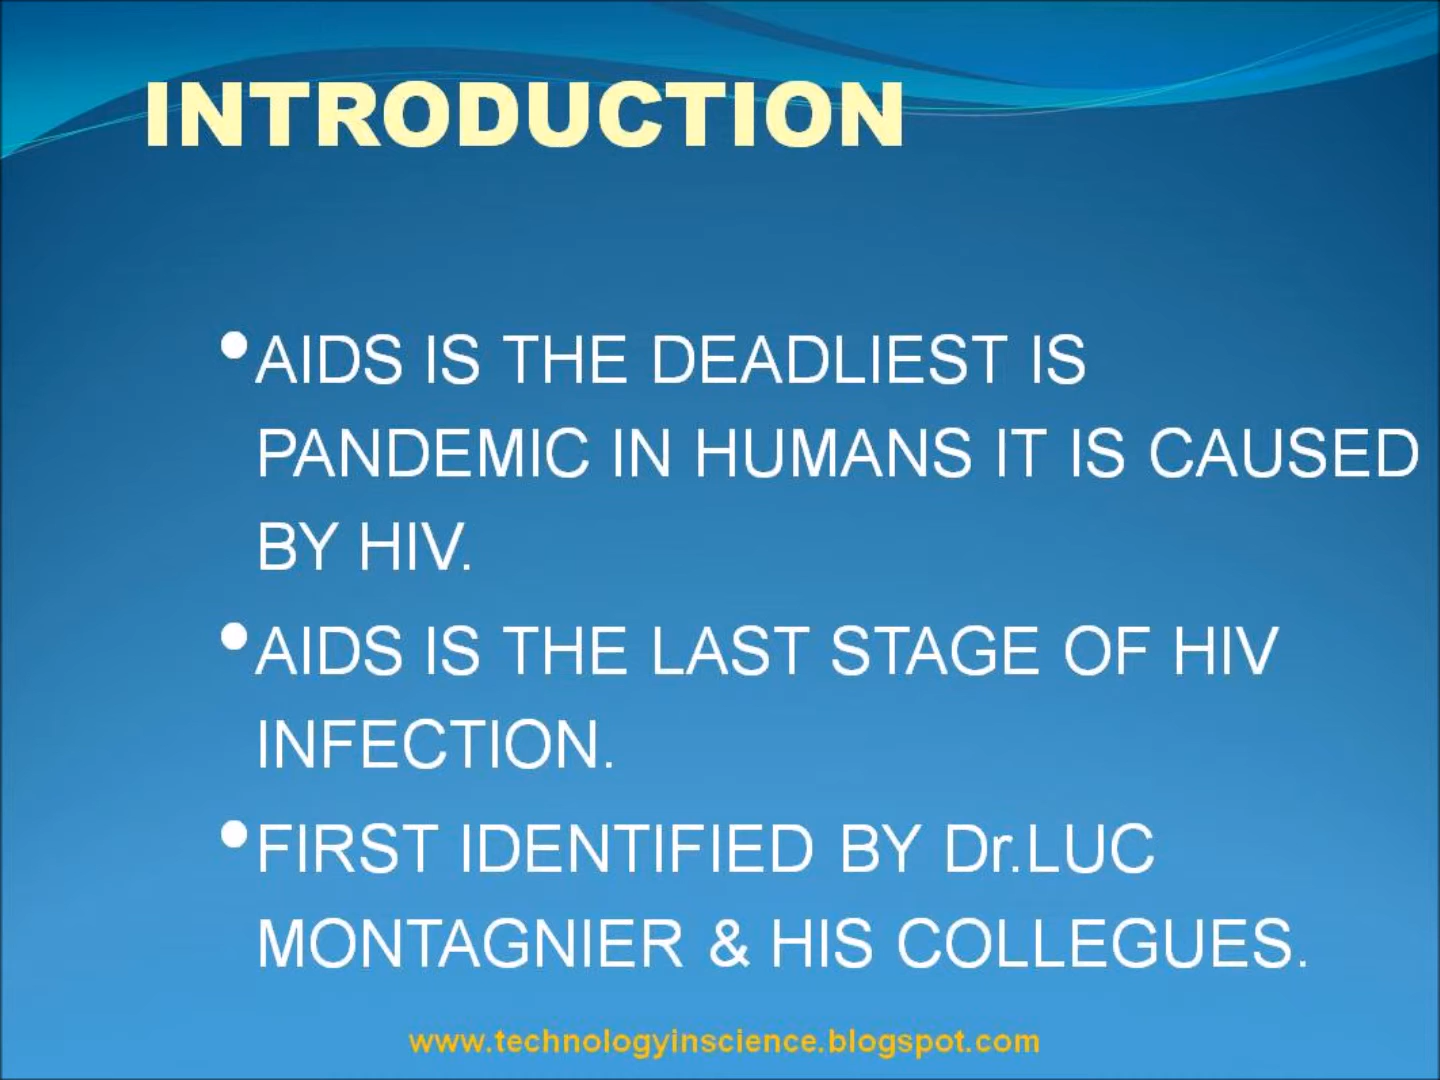 INTRODUCTION
•AIDS IS THE DEADLIEST IS
PANDEMIC IN HUMANS IT IS CAUSED
BY HIV.
•AIDS IS THE LAST STAGE OF HIV
INFECTION.
•FIRST IDENTIFIED BY Dr.LUC
MONTAGNIER & HIS COLLEGUES.
www.technologyinscience.blogspot.com